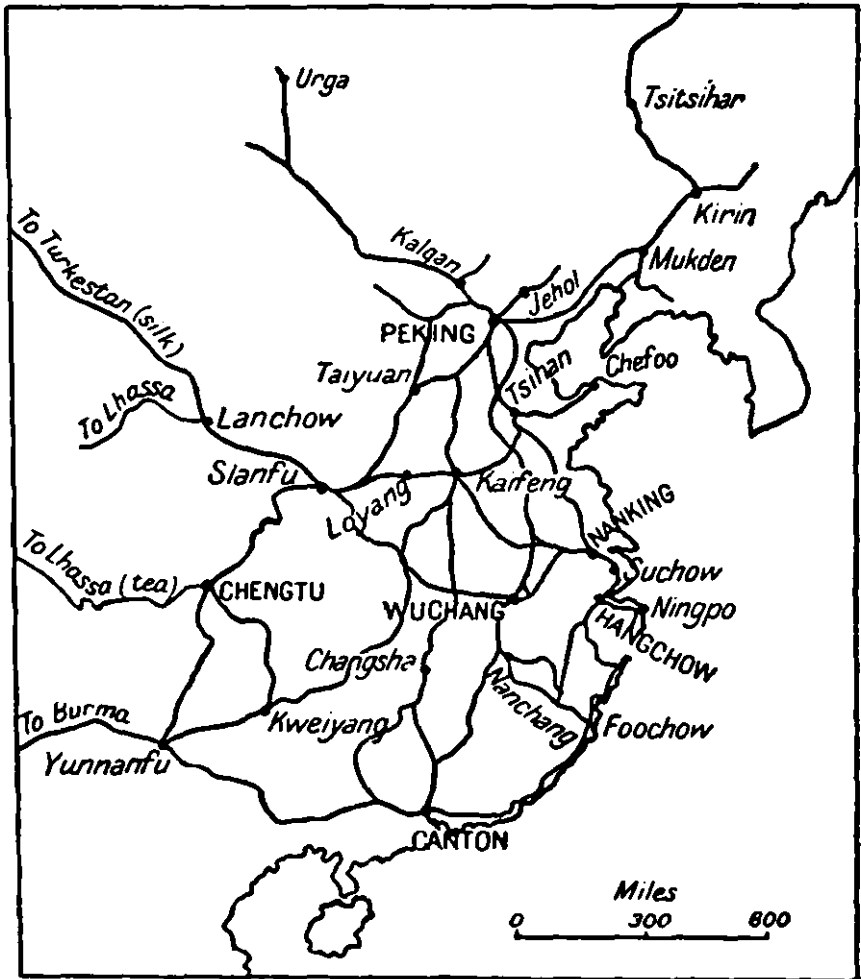 Urga
Tsitsihar
Kirin
Kalgan
Mukden
To Turkestan (silk)
Jehol
PEKING
Tsihan
Chefoo
Taiyuan
To Lhassa
Lanchow
Sianfu
Loyang
Kaifeng
NANKING
To Lhassa (tea)
CHENGTU
Suchow
WUCHANG
Ningpo
HANGCHOW
Changsha
Nanchang
To Burma
Kweiyang
Foochow
Yunnanfu
CANTON
Miles
0 300 600